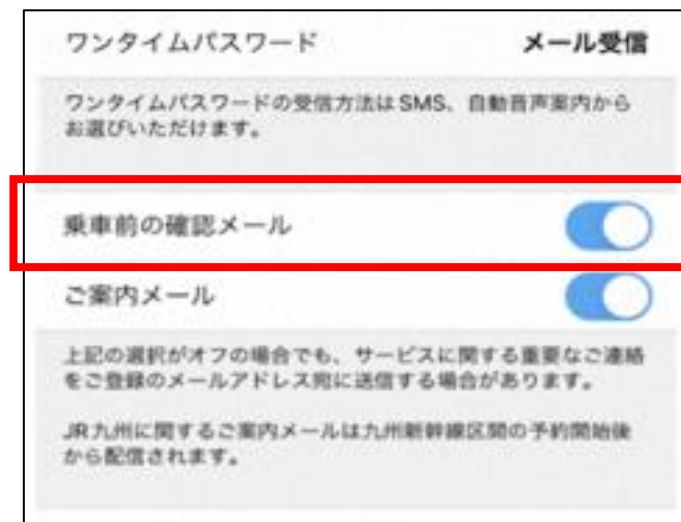 ワンタイムパスワード メール受信
ワンタイムパスワードの受信方法はSMS、自動音声案内から
お選びいただけます。
乗車前の確認メール
ご案内メール
上記の選択がオフの場合でも、サービスに関する重要なご連絡
をご登録のメールアドレス宛に送信する場合があります。
JR九州に関するご案内メールは九州新幹線区間の予約開始後
から配信されます。